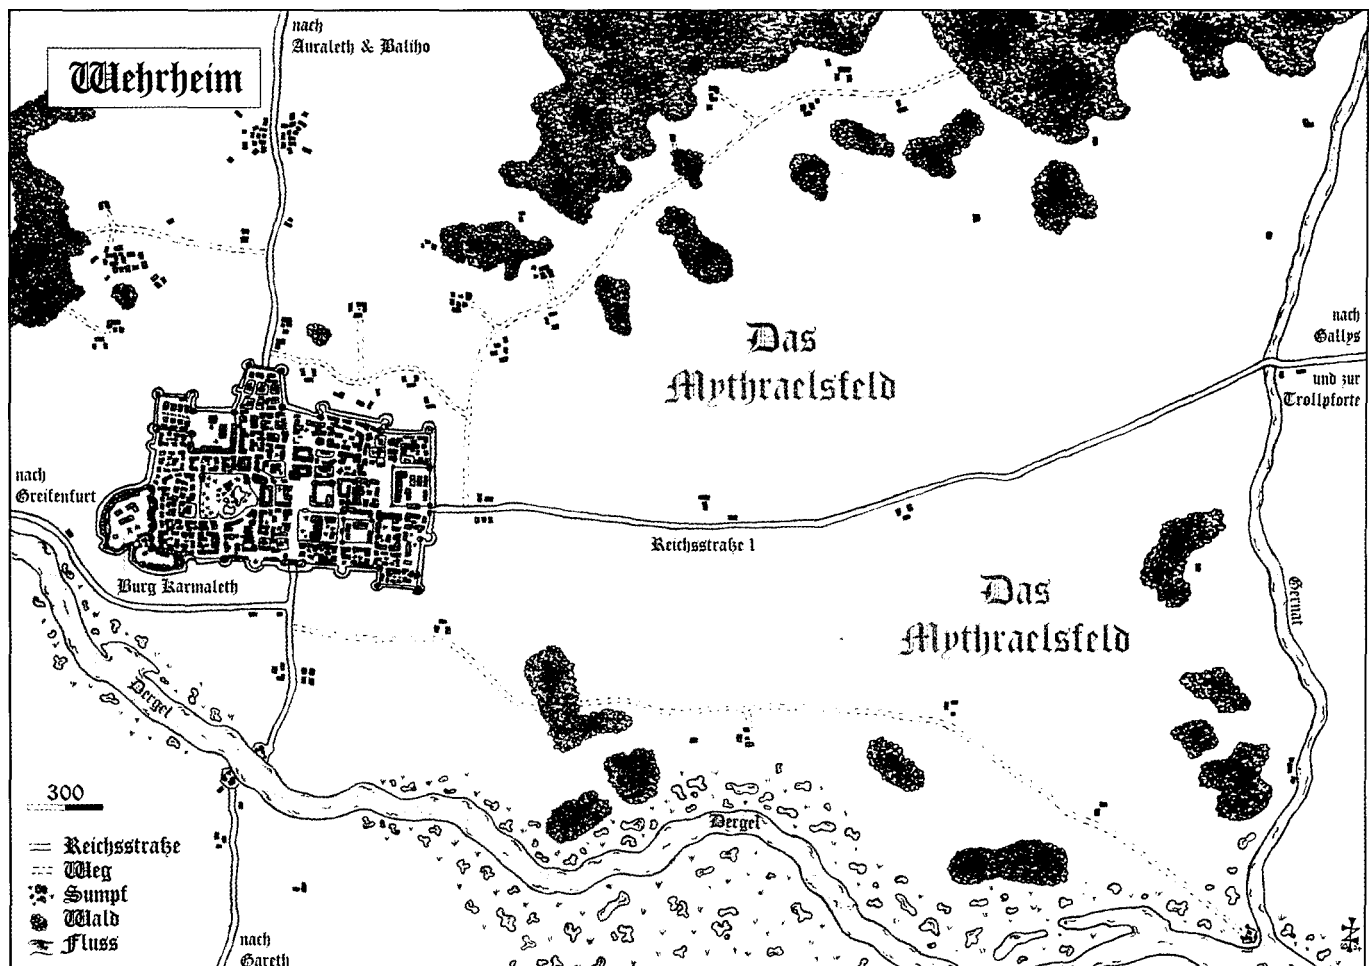 nach
Auraleth & Baliho
Wehrheim
nach
Gallys
und zur
Trollpforte
Das
Mythraelsfeld
nach
Greifenfurt
Reichsstraße 1
Burg Karmaleth
Das
Mythraelsfeld
Gernat
Dergel
300
Dergel
Reichsstraße
Weg
Sumpf
Wald
Fluss
nach
Gareth
N